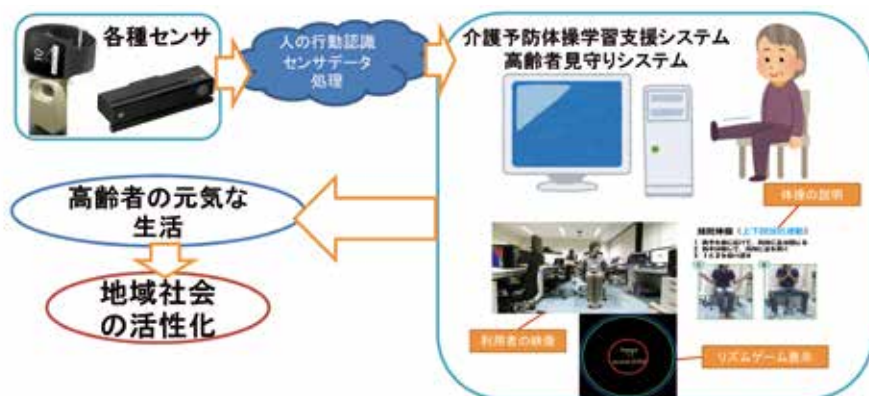 各種センサ
人の行動認識
センサデータ
処理
介護予防体操学習支援システム
高齢者見守りシステム
高齢者の元気な
生活
地域社会
の活性化
体操の説明
利用者の映像
リズムゲーム表示